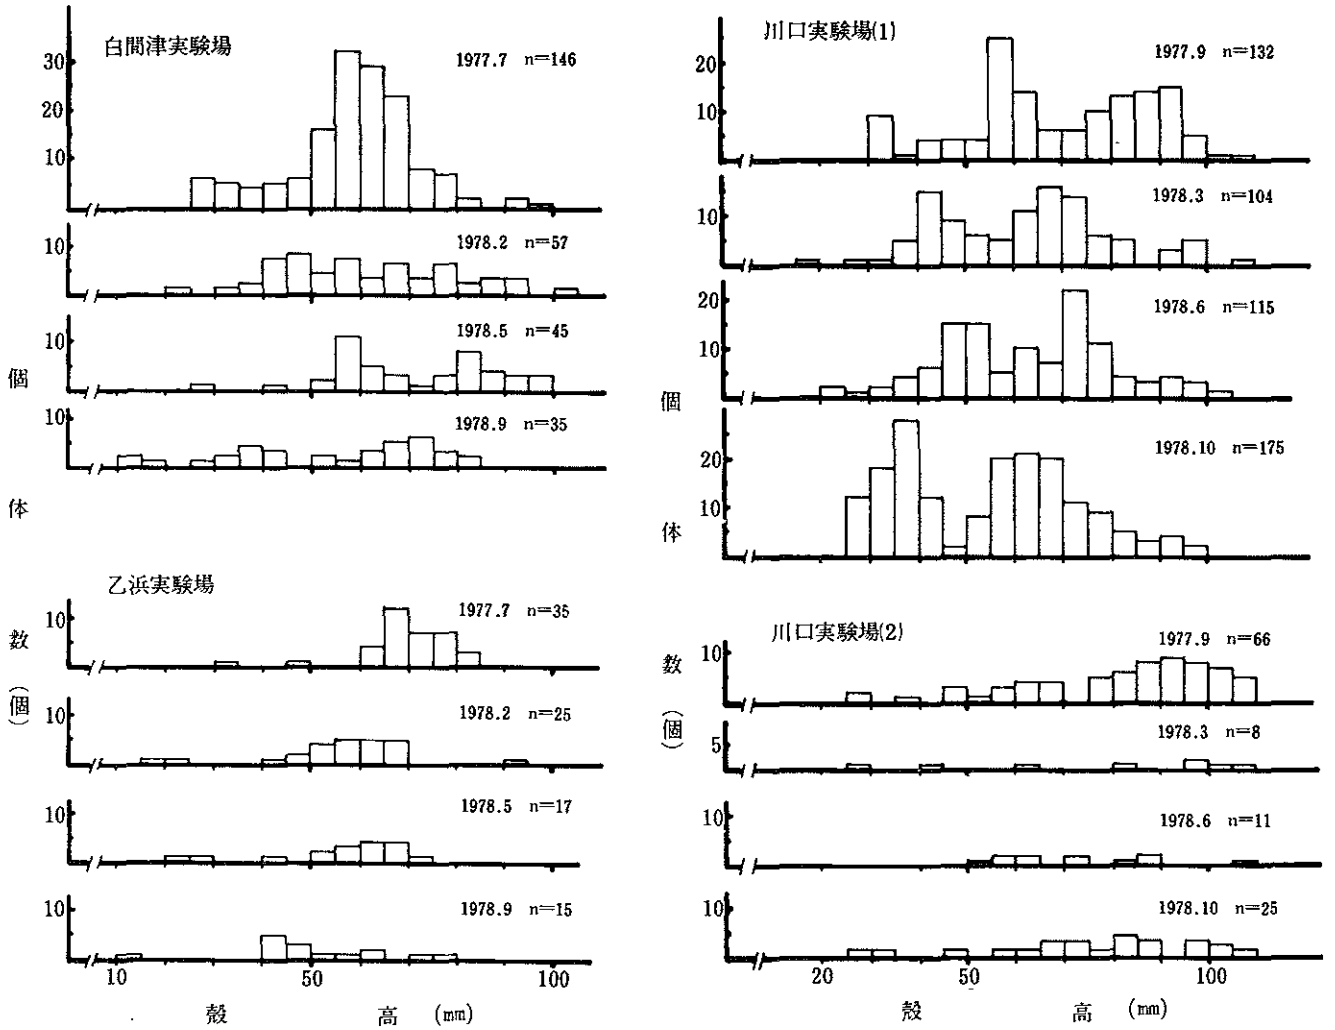 白間津実験場
1977.7 n=146
30
20
10
1978.2 n=57
10
1978.5 n=45
10
1978.9 n=35
10
乙浜実験場
1977.7 n=35
10
1978.2 n=25
10
1978.5 n=17
10
1978.9 n=15
10
10 50 100
殻 高 (mm)
個体数(個)
川口実験場(1)
1977.9 n=132
20
10
1978.3 n=104
10
1978.6 n=115
20
10
1978.10 n=175
20
10
川口実験場(2)
1977.9 n=66
10
1978.3 n=8
5
1978.6 n=11
10
1978.10 n=25
10
20 50 100
殻 高 (mm)
個体数(個)